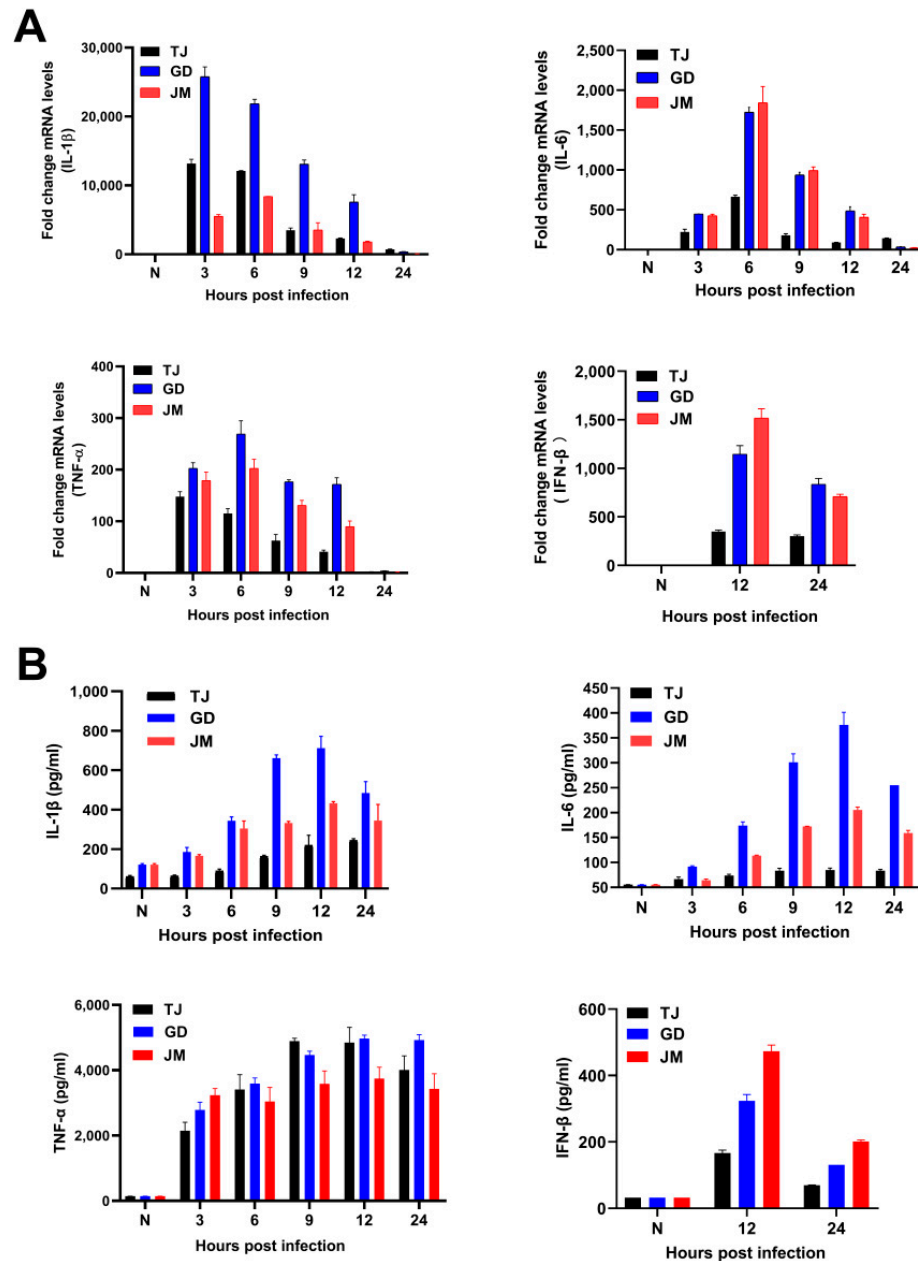 A
Fold change mRNA levels
(IL-1β)
30,000
20,000
10,000
0
TJ
GD
JM
N 3 6 9 12 24
Hours post infection
Fold change mRNA levels
(IL-6)
2,500
2,000
1,500
1,000
500
0
TJ
GD
JM
N 3 6 9 12 24
Hours post infection
Fold change mRNA levels
(TNF-α)
400
300
200
100
0
TJ
GD
JM
N 3 6 9 12 24
Hours post infection
Fold change mRNA levels
( IFN-β )
2,000
1,500
1,000
500
0
TJ
GD
JM
N 12 24
Hours post infection
B
IL-1β (pg/ml)
1,000
800
600
400
200
0
TJ
GD
JM
N 3 6 9 12 24
Hours post infection
IL-6 (pg/ml)
450
400
350
300
250
200
150
100
50
TJ
GD
JM
N 3 6 9 12 24
Hours post infection
TNF-α (pg/ml)
6,000
4,000
2,000
0
TJ
GD
JM
N 3 6 9 12 24
Hours post infection
IFN-β (pg/ml)
600
400
200
0
TJ
GD
JM
N 12 24
Hours post infection